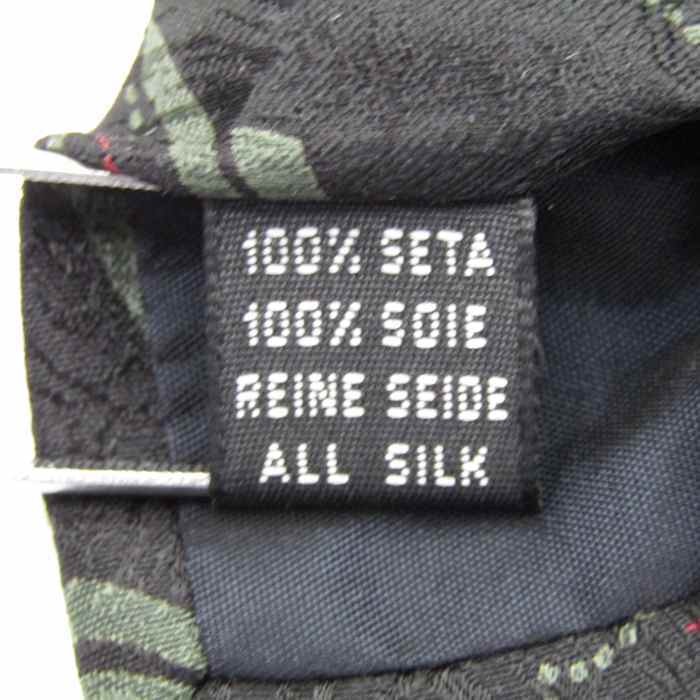 100% SETA
100% SOIE
REINE SEIDE
ALL SILK